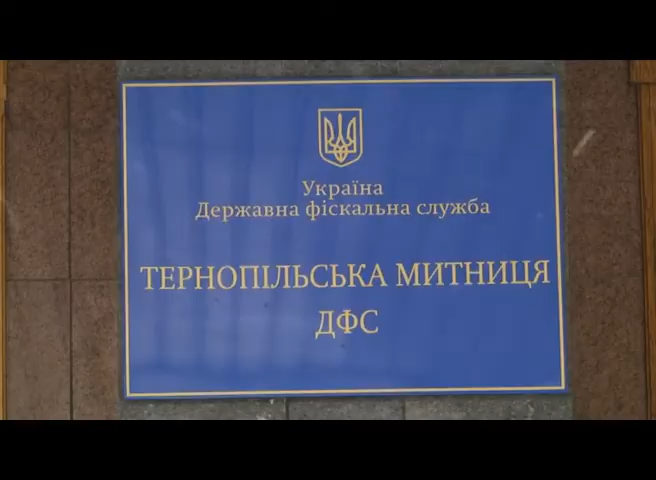 Україна
Державна фіскальна служба
ТЕРНОПІЛЬСЬКА МИТНИЦЯ
ДФС